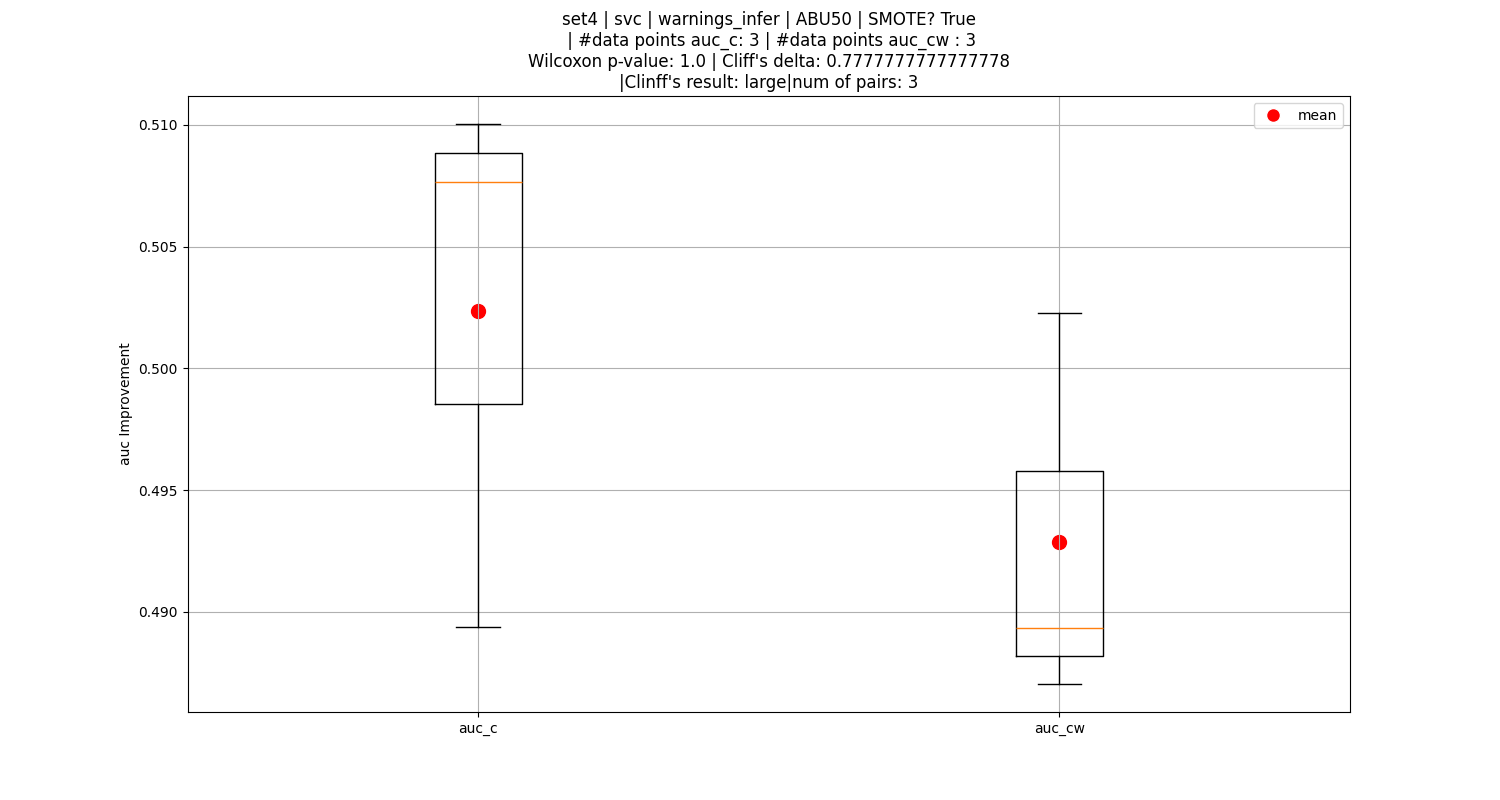 set4 | svc | warnings_infer | ABU50 | SMOTE? True
| #data points auc_c: 3 | #data points auc_cw : 3
Wilcoxon p-value: 1.0 | Cliff's delta: 0.7777777777777778
|Clinff's result: large|num of pairs: 3
mean
0.510
0.505
0.500
0.495
0.490
auc Improvement
auc_c
auc_cw